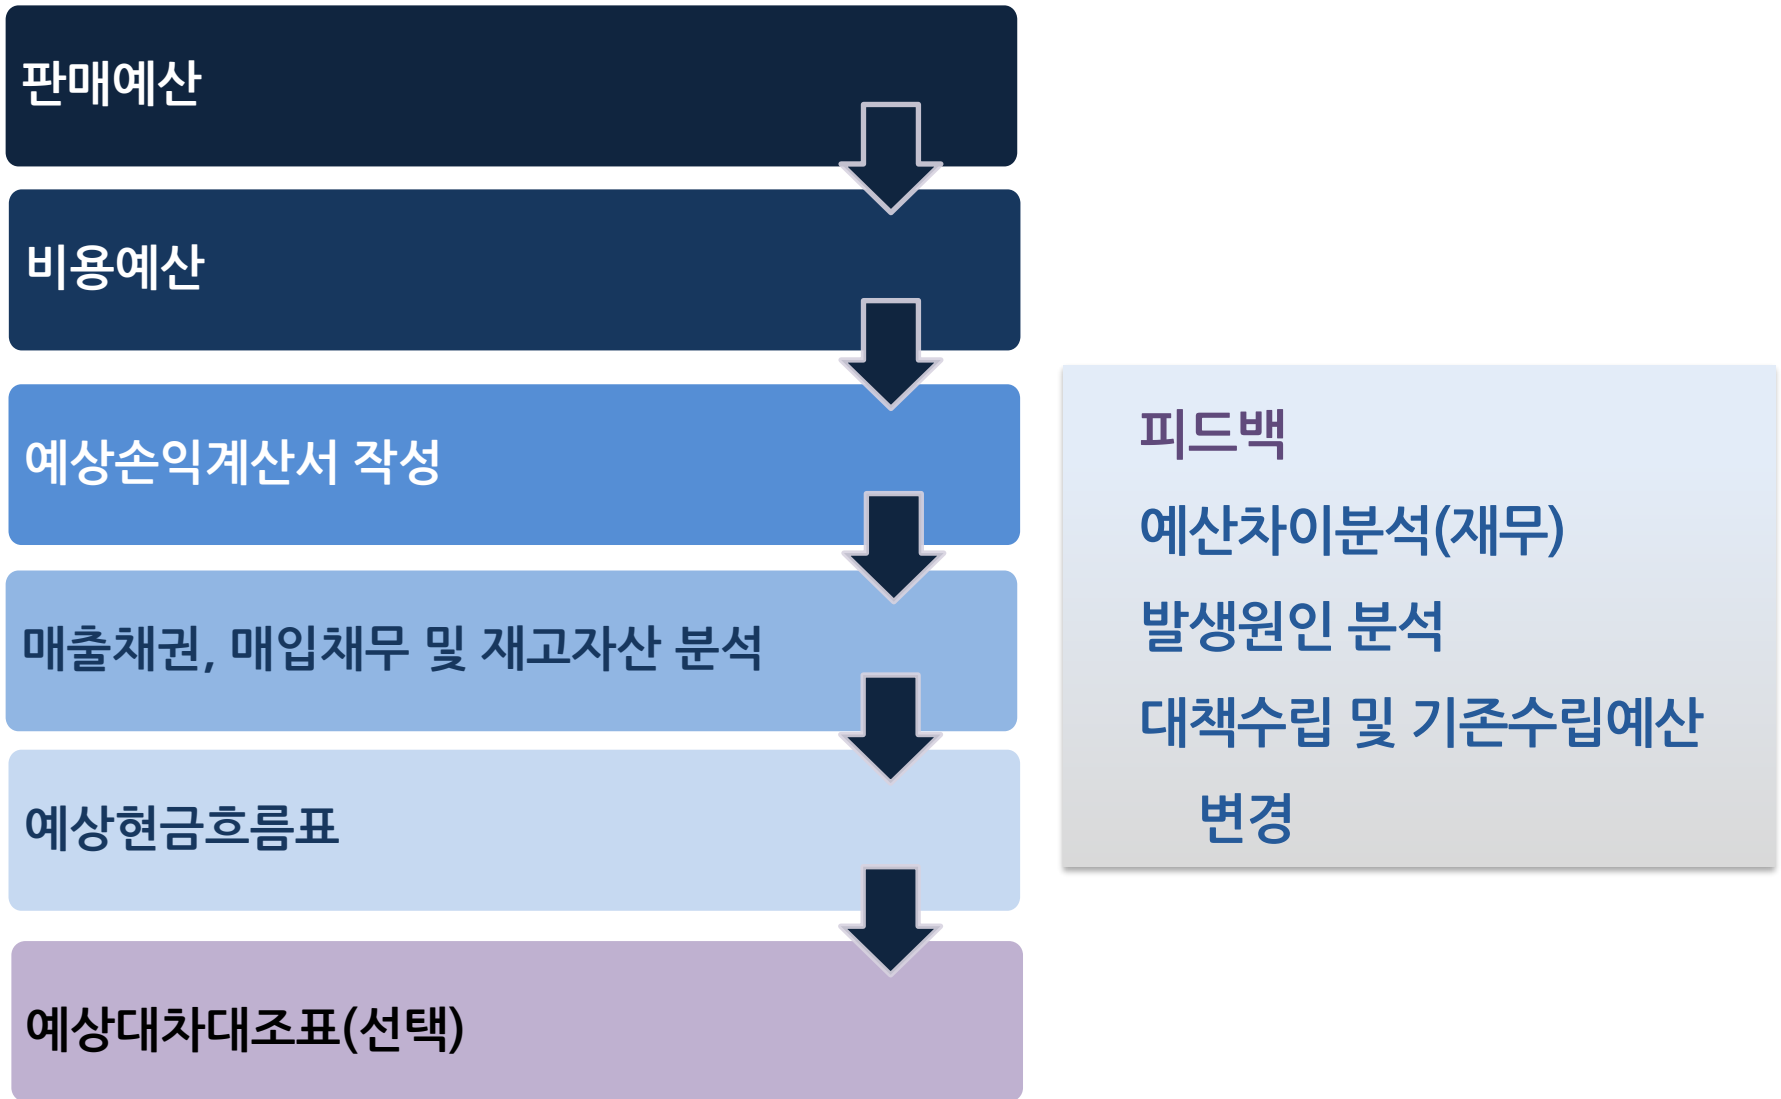 판매예산
비용예산
예상손익계산서 작성
매출채권, 매입채무 및 재고자산 분석
예상현금흐름표
예상대차대조표(선택)
피드백
예산차이분석(재무)
발생원인 분석
대책수립 및 기존수립예산
변경